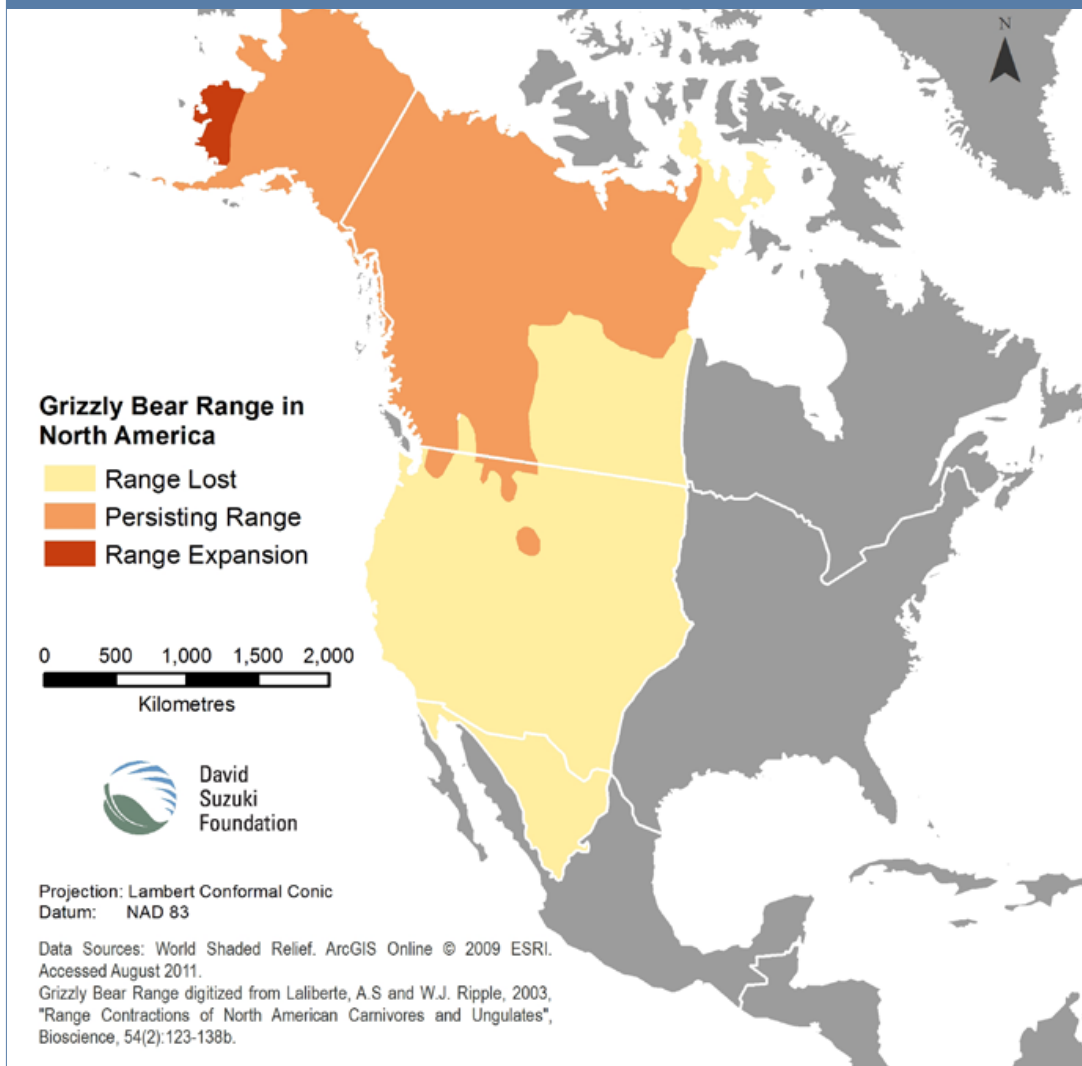 N
Grizzly Bear Range in
North America
Range Lost
Persisting Range
Range Expansion
0 500 1,000 1,500 2,000
Kilometres
David
Suzuki
Foundation
Projection: Lambert Conformal Conic
Datum: NAD 83
Data Sources: World Shaded Relief. ArcGIS Online © 2009 ESRI.
Accessed August 2011.
Grizzly Bear Range digitized from Laliberte, A.S and W.J. Ripple, 2003,
"Range Contractions of North American Carnivores and Ungulates",
Bioscience, 54(2):123-138b.